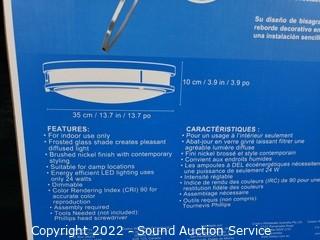 Su diseño de bisagra
reborde decorativo en
una instalación sencill
10 cm / 3.9 in / 3.9 po
35 cm / 13.7 in / 13.7 po
FEATURES:
• For indoor use only
• Frosted glass shade creates pleasant
diffused light
• Brushed nickel finish with contemporary
styling
• Suitable for damp locations
• Energy efficient LED lighting uses
only 24 watts
• Dimmable
• Color Rendering Index (CRI) 90 for
accurate color
reproduction
• Assembly required
• Tools Needed (not included):
Phillips head screwdriver
CARACTÉRISTIQUES :
• Pour un usage à l'intérieur seulement
• Abat-jour en verre givré laissant filtrer une
agréable lumière diffuse
• Fini nickel brossé et style contemporain
• Convient aux endroits humides
• Les ampoules à DEL écoénergétiques nécessitent
une puissance de seulement 24 W
• Intensité réglable
• Indice de rendu de couleurs (IRC) de 90 pour une
restitution fidèle des couleurs
• Assemblage nécessaire
• Outils requis (non compris) :
Tournevis Phillips
Copyright 2022 - Sound Auction Service